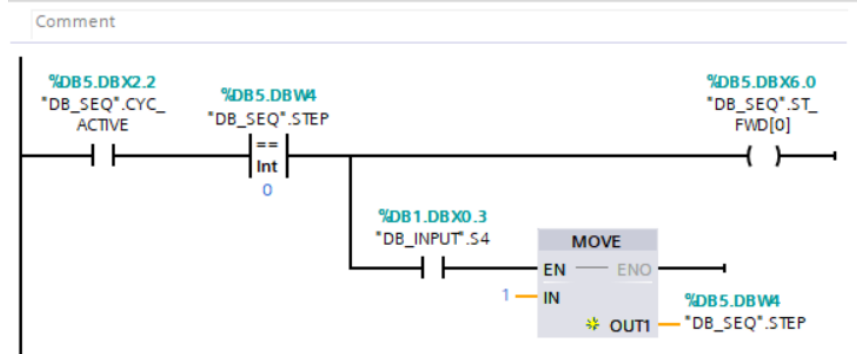 Comment
%DB5.DBX2.2
"DB_SEQ".CYC_
ACTIVE
%DB5.DBW4
"DB_SEQ".STEP
==
Int
0
%DB5.DBX6.0
"DB_SEQ".ST_
FWD[0]
%DB1.DBX0.3
"DB_INPUT".S4
MOVE
EN
ENO
1
IN
OUT1
%DB5.DBW4
"DB_SEQ".STEP